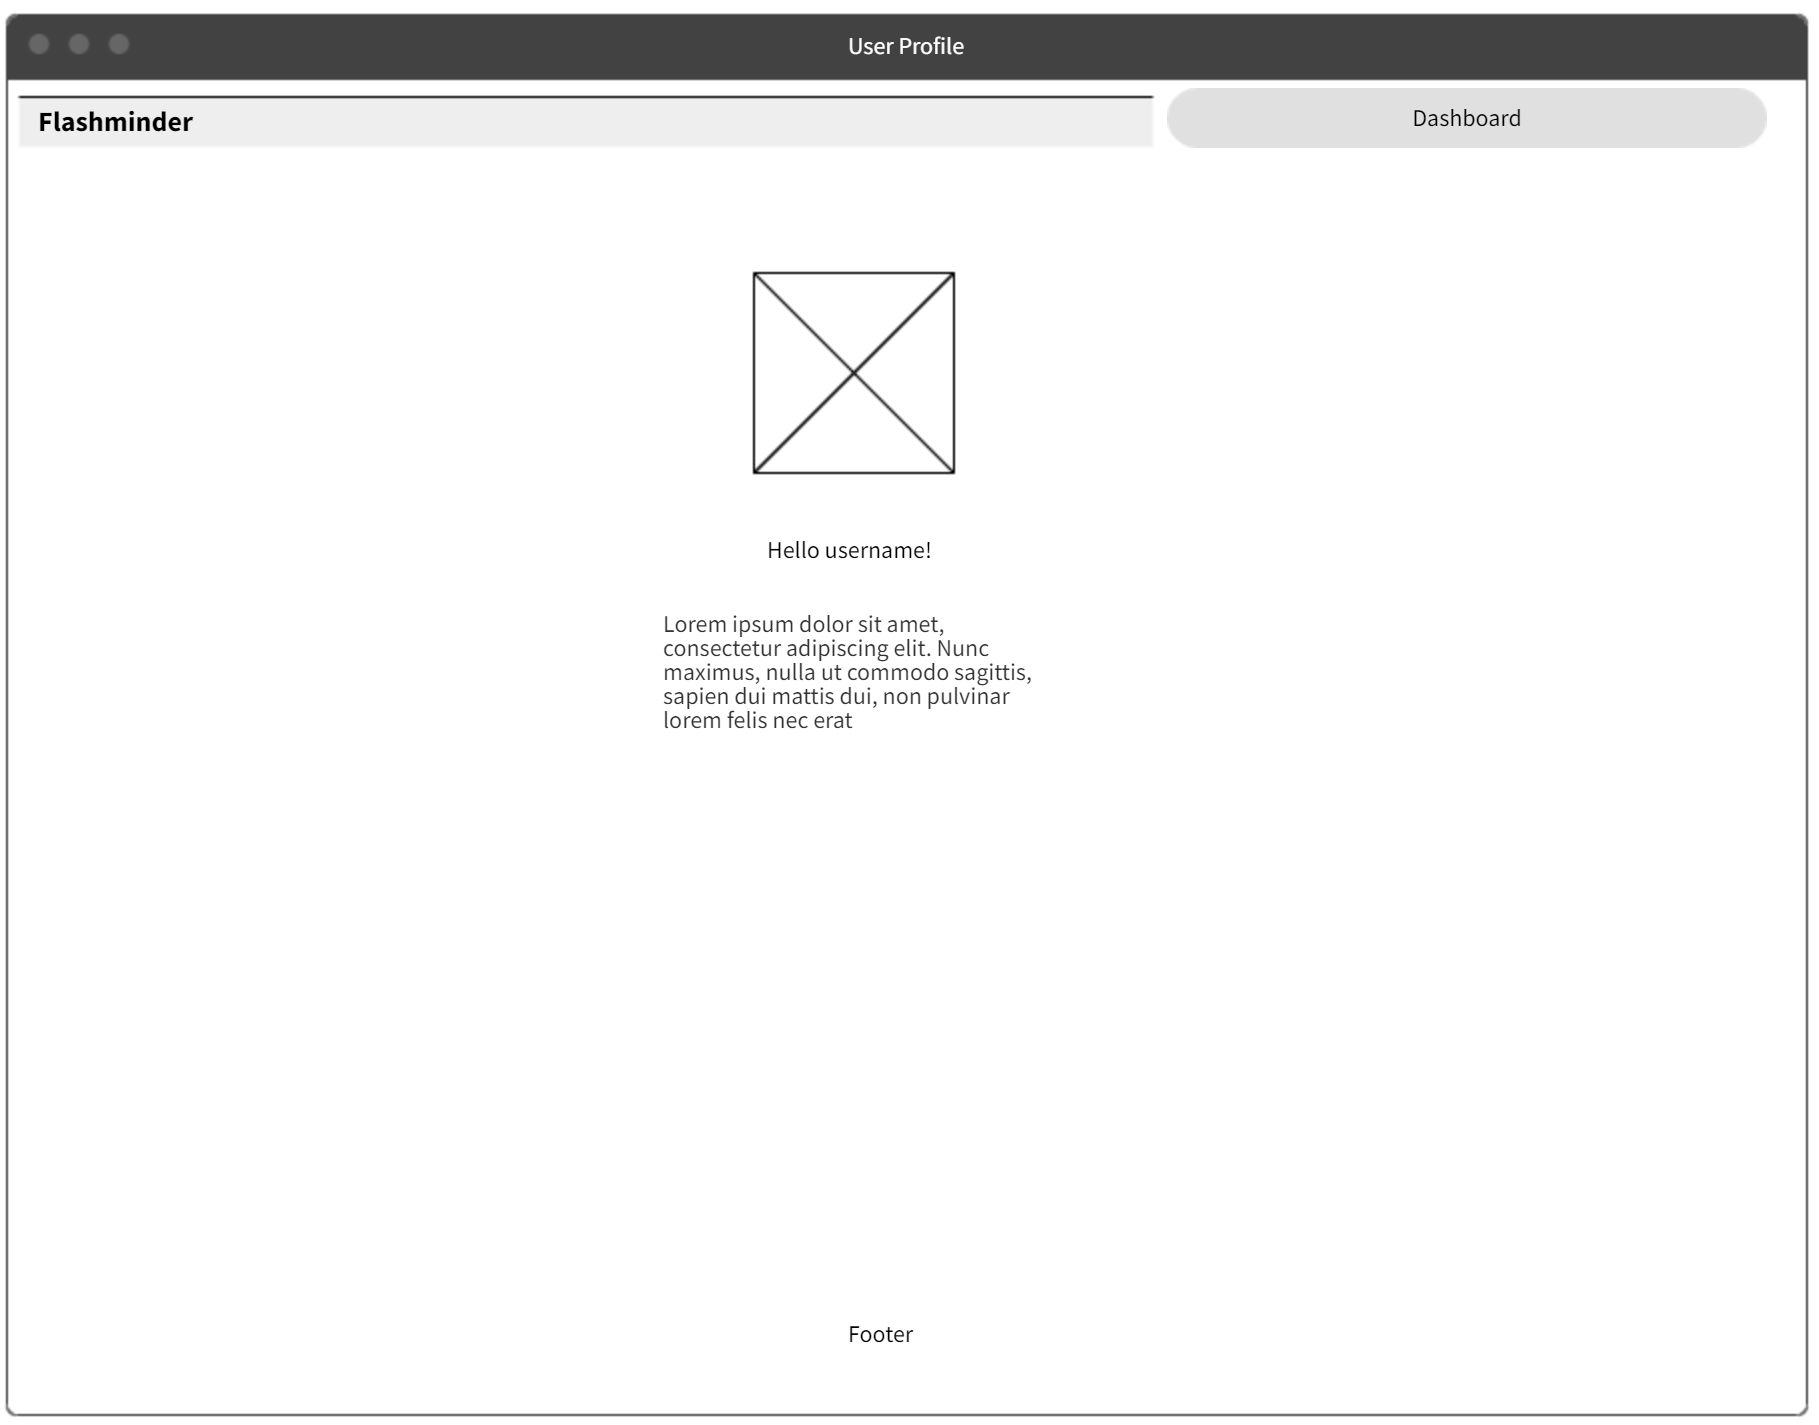 User Profile
Flashminder
Dashboard
Hello username!
Lorem ipsum dolor sit amet,
consectetur adipiscing elit. Nunc
maximus, nulla ut commodo sagittis,
sapien dui mattis dui, non pulvinar
lorem felis nec erat
Footer